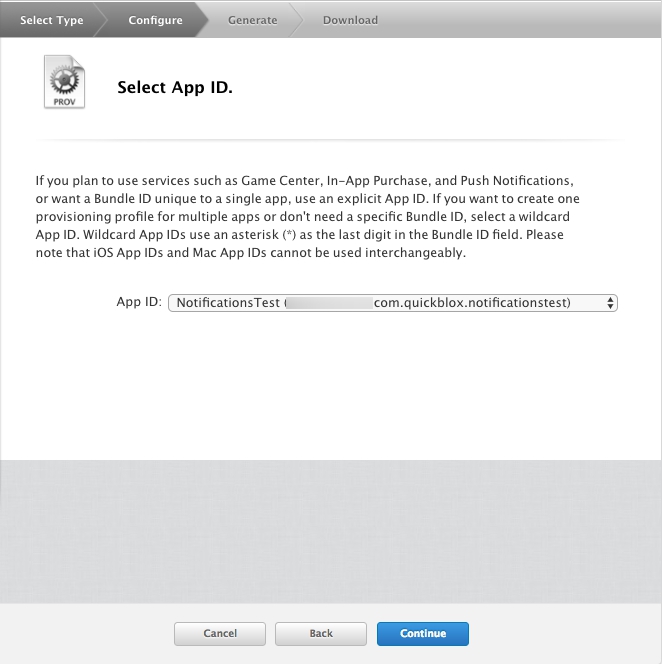 Select Type Configure Generate Download
PROV
Select App ID.
If you plan to use services such as Game Center, In-App Purchase, and Push Notifications,
or want a Bundle ID unique to a single app, use an explicit App ID. If you want to create one
provisioning profile for multiple apps or don't need a specific Bundle ID, select a wildcard
App ID. Wildcard App IDs use an asterisk (*) as the last digit in the Bundle ID field. Please
note that iOS App IDs and Mac App IDs cannot be used interchangeably.
App ID: NotificationsTest ( com.quickblox.notificationstest)
Cancel Back Continue